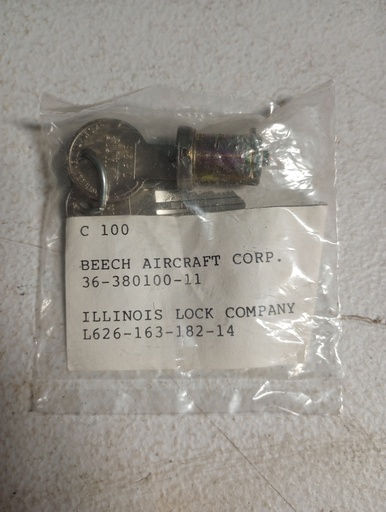 C 100
BEECH AIRCRAFT CORP.
36-380100-11
ILLINOIS LOCK COMPANY
L626-163-182-14